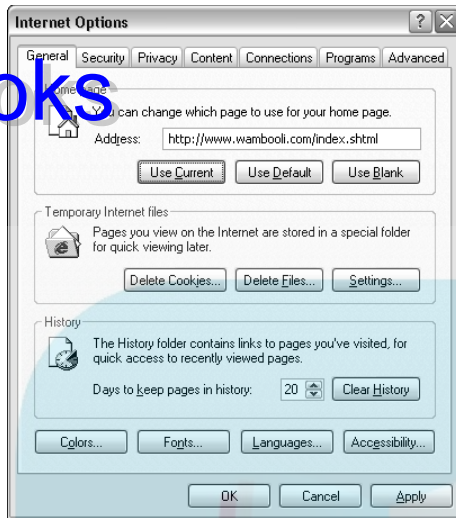 Internet Options
General Security Privacy Content Connections Programs Advanced
oks
Home page
You can change which page to use for your home page.
Address: http://www.wambooli.com/index.shtml
Use Current Use Default Use Blank
Temporary Internet files
Pages you view on the Internet are stored in a special folder
for quick viewing later.
Delete Cookies... Delete Files... Settings...
History
The History folder contains links to pages you've visited, for
quick access to recently viewed pages.
Days to keep pages in history: 20 Clear History
Colors... Fonts... Languages... Accessibility...
OK Cancel Apply